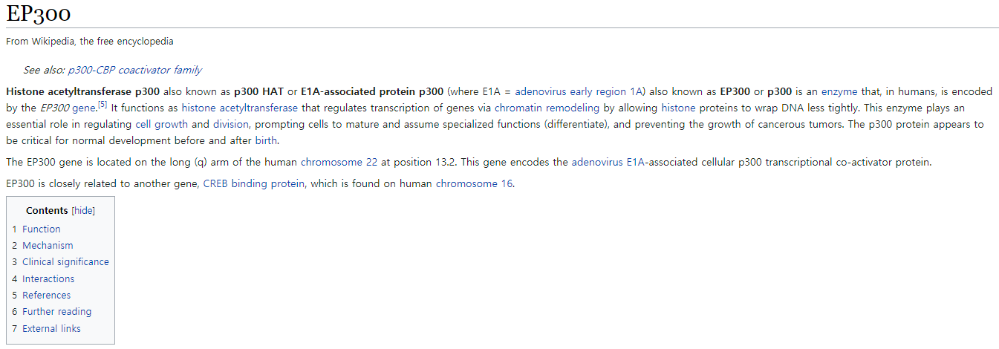 EP300
From Wikipedia, the free encyclopedia
See also: p300-CBP coactivator family
Histone acetyltransferase p300 also known as p300 HAT or E1A-associated protein p300 (where E1A = adenovirus early region 1A) also known as EP300 or p300 is an enzyme that, in humans, is encoded
by the EP300 gene.[5] It functions as histone acetyltransferase that regulates transcription of genes via chromatin remodeling by allowing histone proteins to wrap DNA less tightly. This enzyme plays an
essential role in regulating cell growth and division, prompting cells to mature and assume specialized functions (differentiate), and preventing the growth of cancerous tumors. The p300 protein appears to
be critical for normal development before and after birth.
The EP300 gene is located on the long (q) arm of the human chromosome 22 at position 13.2. This gene encodes the adenovirus E1A-associated cellular p300 transcriptional co-activator protein.
EP300 is closely related to another gene, CREB binding protein, which is found on human chromosome 16.
Contents [hide]
1 Function
2 Mechanism
3 Clinical significance
4 Interactions
5 References
6 Further reading
7 External links